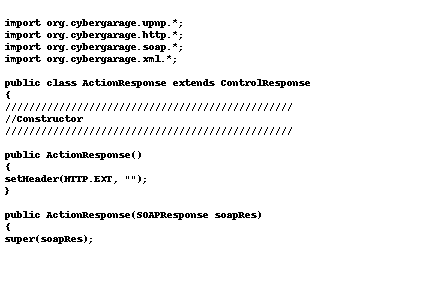 import org.cybergarage.upnp.*;
import org.cybergarage.http.*;
import org.cybergarage.soap.*;
import org.cybergarage.xml.*;
public class ActionResponse extends ControlResponse
{
////////////////////////////////////////////////
//Constructor
////////////////////////////////////////////////
public ActionResponse()
{
setHeader(HTTP.EXT, "");
}
public ActionResponse(SOAPResponse soapRes)
{
super(soapRes);